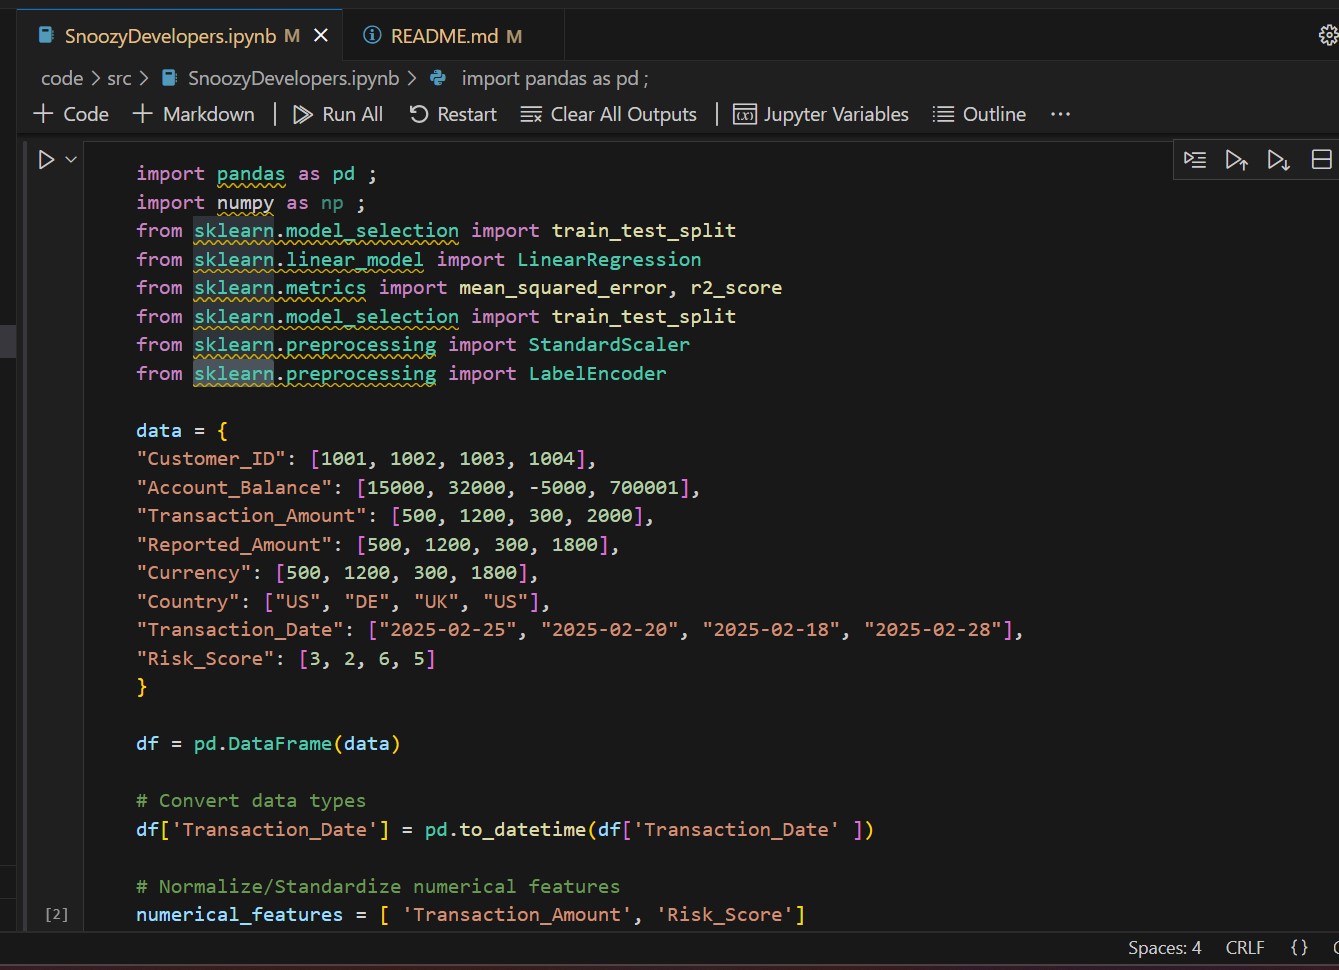 SnoozyDevelopers.ipynb M
README.md M
code > src > SnoozyDevelopers.ipynb > import pandas as pd ;
+ Code + Markdown | Run All Restart Clear All Outputs | Jupyter Variables Outline ...
import pandas as pd ;
import numpy as np ;
from sklearn.model_selection import train_test_split
from sklearn.linear_model import LinearRegression
from sklearn.metrics import mean_squared_error, r2_score
from sklearn.model_selection import train_test_split
from sklearn.preprocessing import StandardScaler
from sklearn.preprocessing import LabelEncoder
data = {
"Customer_ID": [1001, 1002, 1003, 1004],
"Account_Balance": [15000, 32000, -5000, 700001],
"Transaction_Amount": [500, 1200, 300, 2000],
"Reported_Amount": [500, 1200, 300, 1800],
"Currency": [500, 1200, 300, 1800],
"Country": ["US", "DE", "UK", "US"],
"Transaction_Date": ["2025-02-25", "2025-02-20", "2025-02-18", "2025-02-28"],
"Risk_Score": [3, 2, 6, 5]
}
df = pd.DataFrame(data)
# Convert data types
df['Transaction_Date'] = pd.to_datetime(df['Transaction_Date' ])
# Normalize/Standardize numerical features
[2]
numerical_features = [ 'Transaction_Amount', 'Risk_Score']
Spaces: 4 CRLF {}